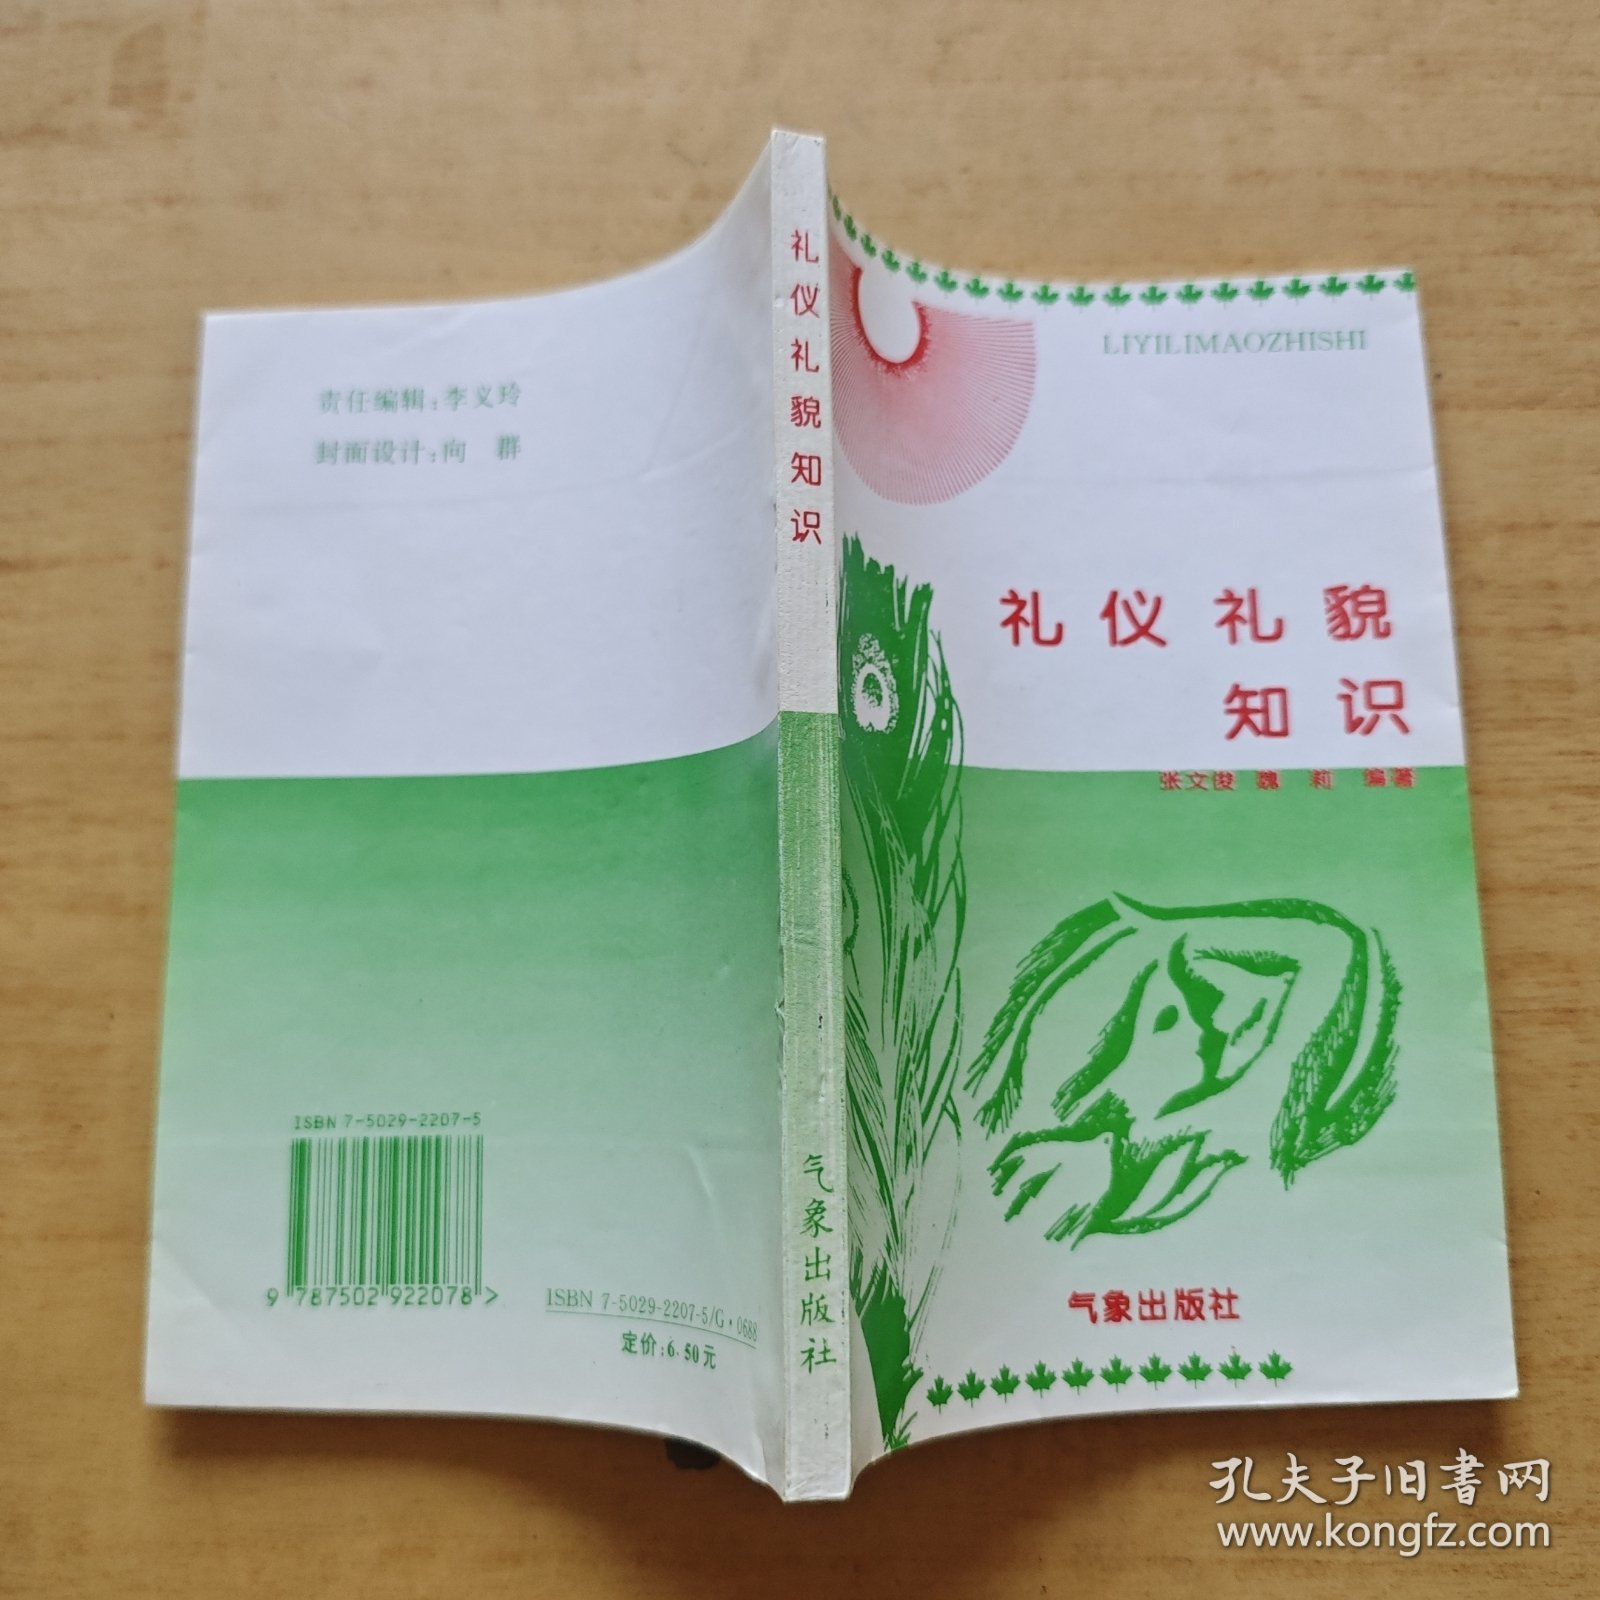 责任编辑：李义玲
封面设计：向 群
ISBN 7-5029-2207-5
9 787502 922078 >
ISBN 7-5029-2207-5/G·0688
定价：6.50元
礼仪礼貌知识
气象出版社
LIYILIMAOZHISHI
礼仪礼貌
知识
张文俊 魏 莉 编著
气象出版社
孔夫子旧书网
www.kongfz.com